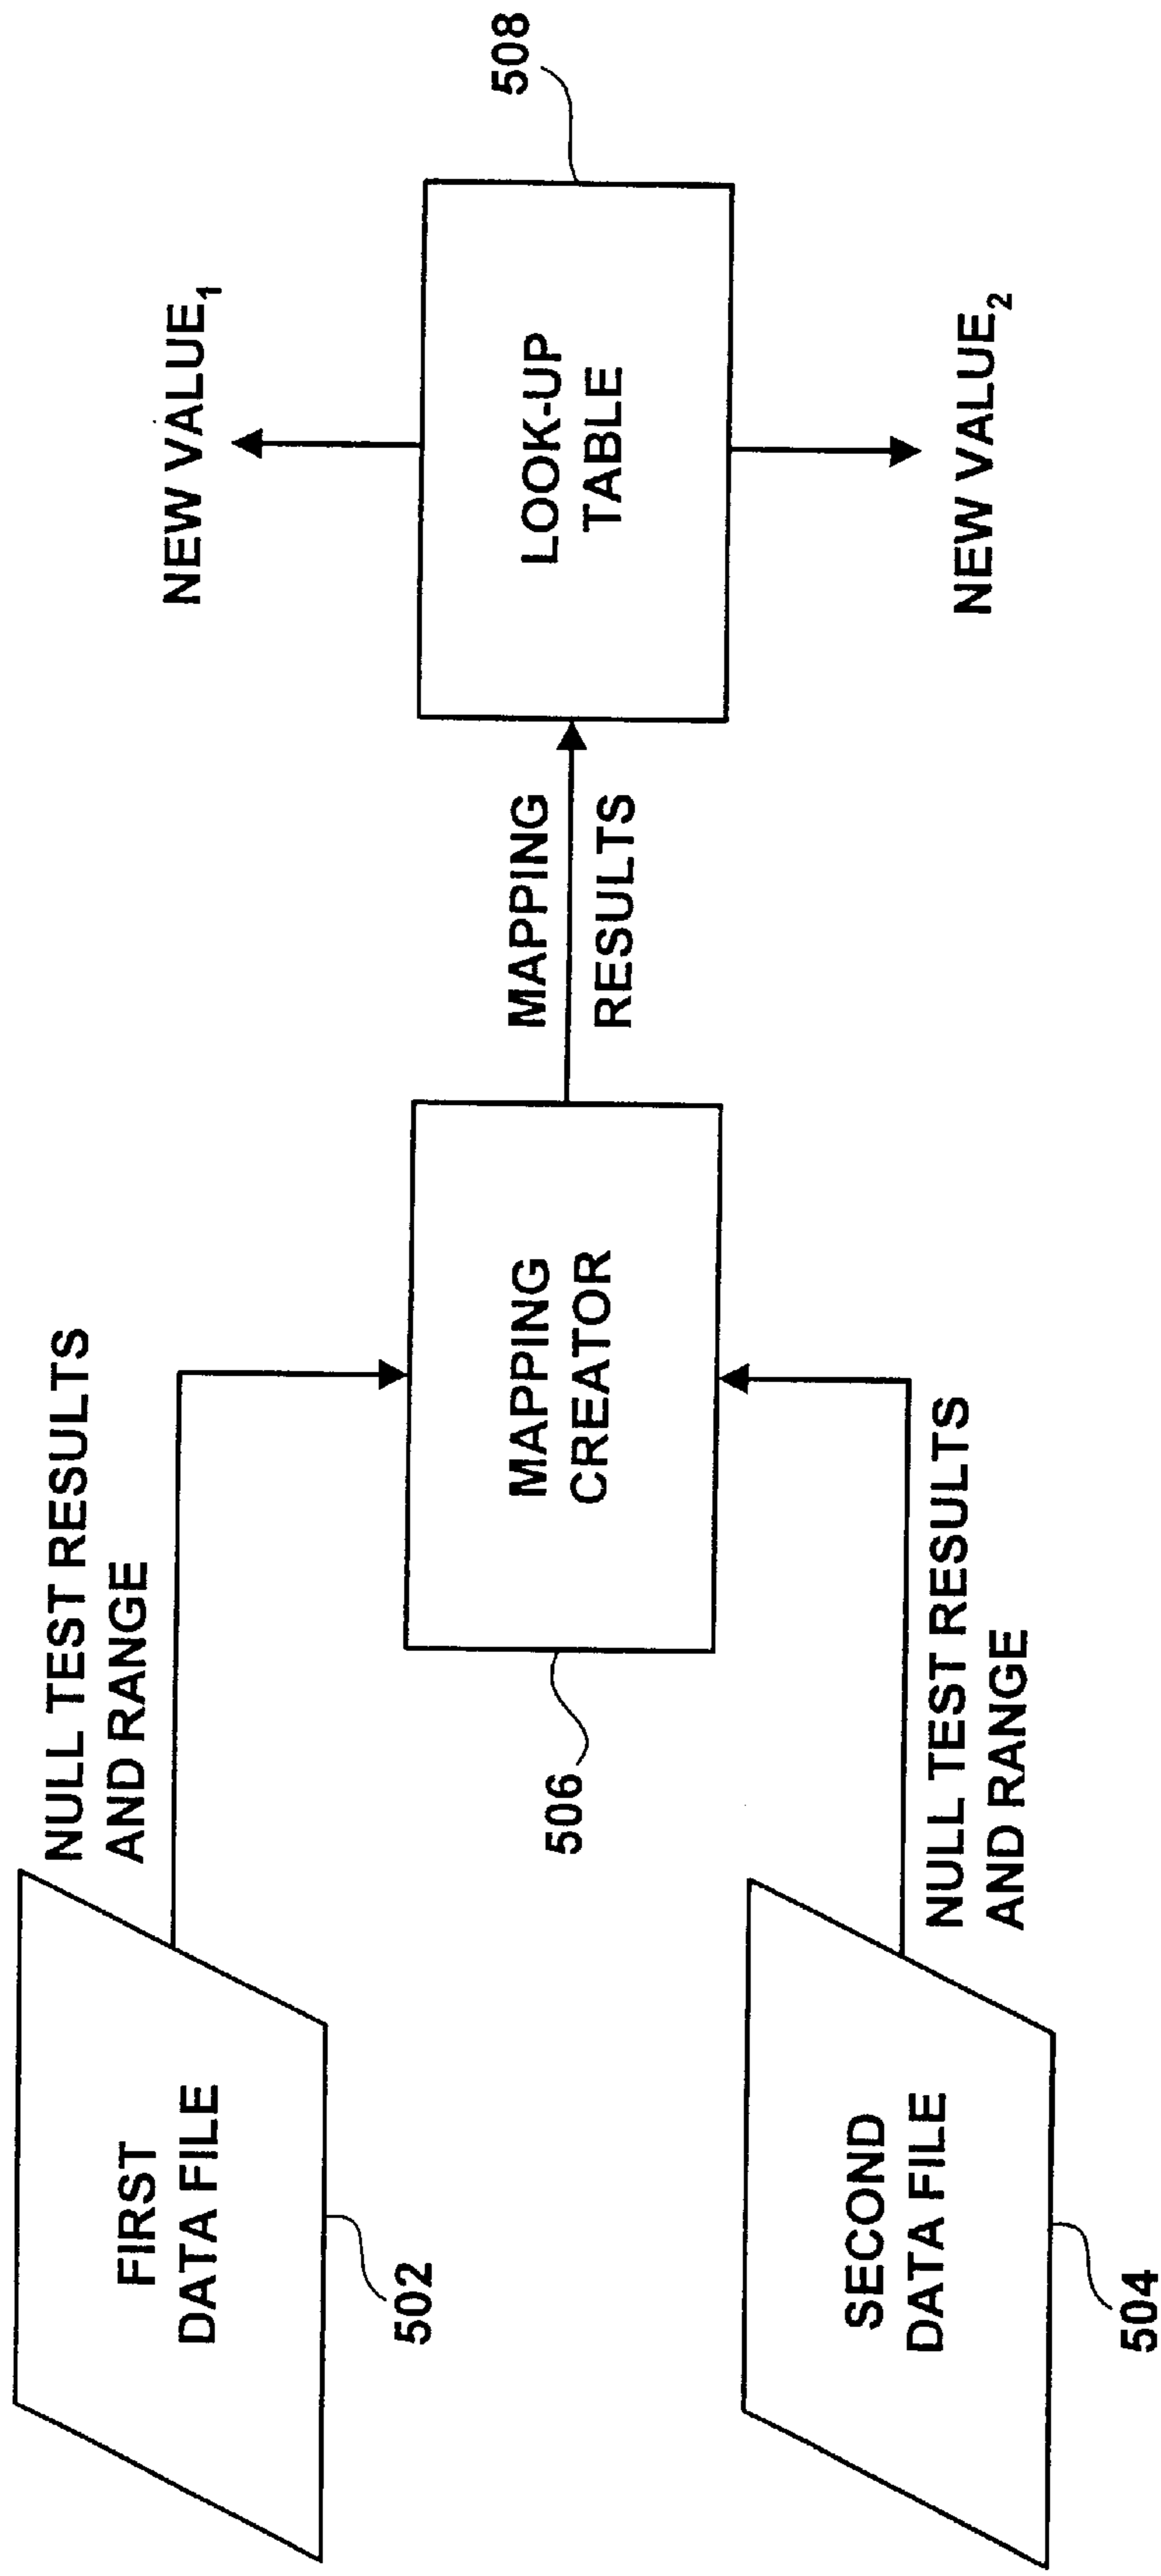 FIRST
DATA FILE
502
NULL TEST RESULTS
AND RANGE
SECOND
DATA FILE
504
NULL TEST RESULTS
AND RANGE
MAPPING
CREATOR
506
MAPPING
RESULTS
LOOK-UP
TABLE
508
NEW VALUE₁
NEW VALUE₂